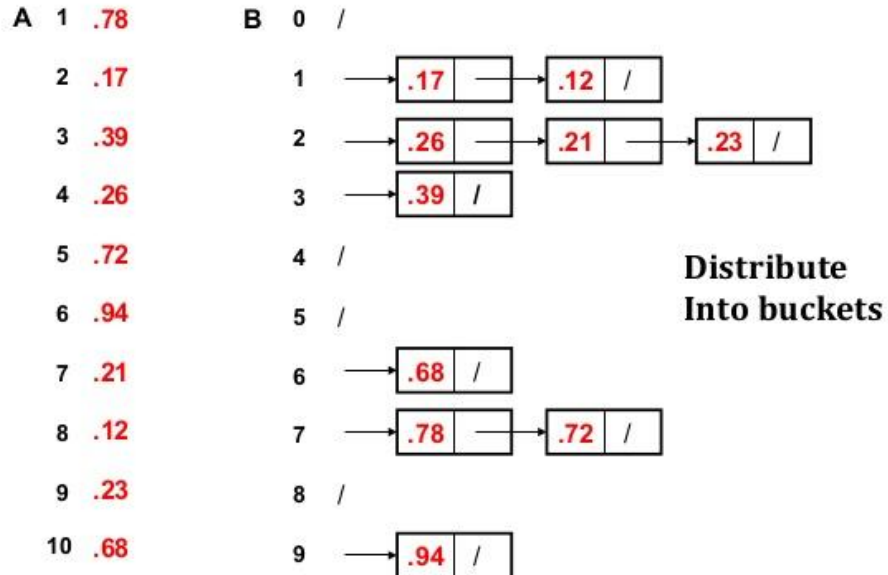 A 1 .78 B 0 /
2 .17 1 .17 .12 /
3 .39 2 .26 .21 .23 /
4 .26 3 .39 /
5 .72 4 /
Distribute
Into buckets
6 .94 5 /
7 .21 6 .68 /
8 .12 7 .78 .72 /
9 .23 8 /
10 .68 9 .94 /